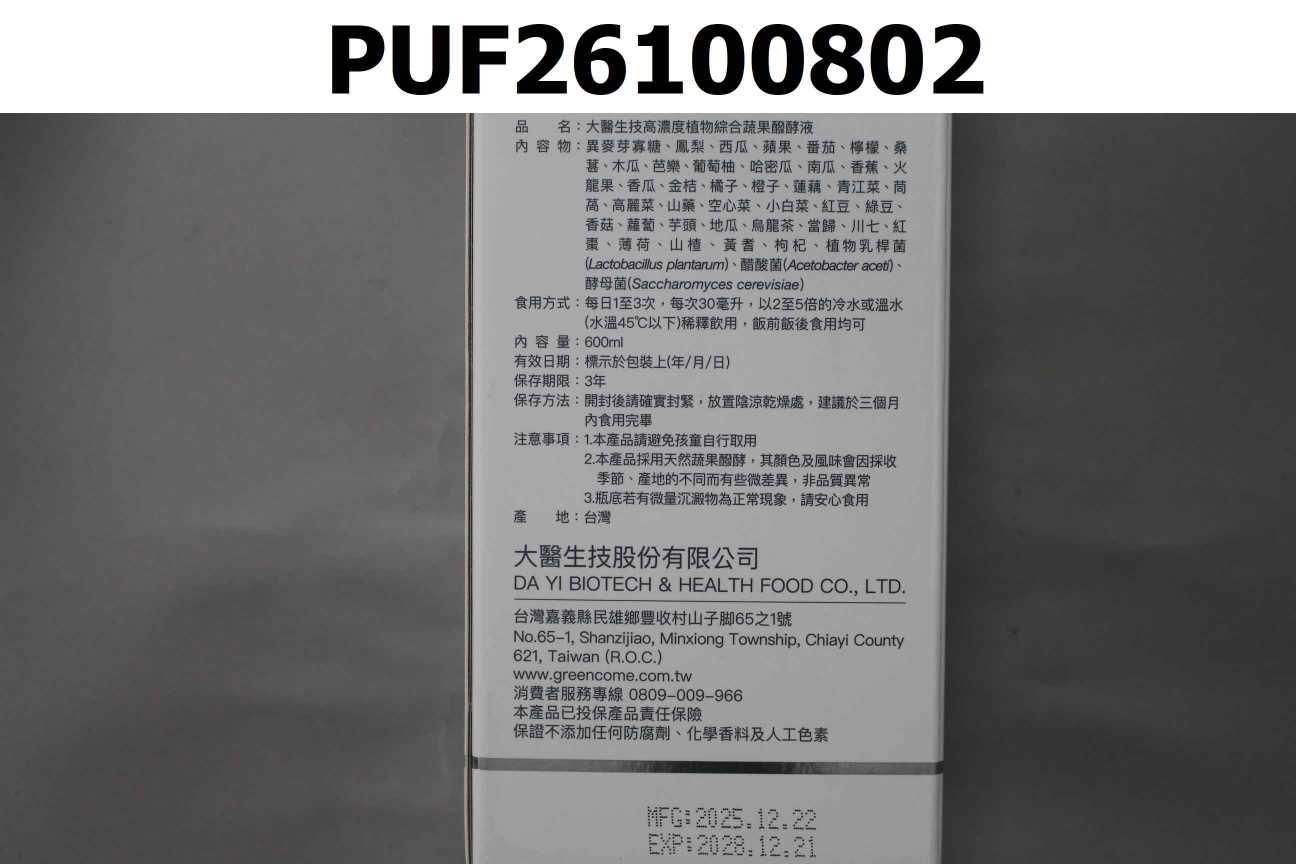 PUF26100802
品　　名：大醫生技高濃度植物綜合蔬果醱酵液
內 容 物：異麥芽寡糖、鳳梨、西瓜、蘋果、番茄、檸檬、桑
葚、木瓜、芭樂、葡萄柚、哈密瓜、南瓜、香蕉、火
龍果、香瓜、金桔、橘子、橙子、蓮藕、青江菜、茼
萵、高麗菜、山藥、空心菜、小白菜、紅豆、綠豆、
香菇、蘿蔔、芋頭、地瓜、烏龍茶、當歸、川七、紅
棗、薄荷、山楂、黃耆、枸杞、植物乳桿菌
(Lactobacillus plantarum)、醋酸菌(Acetobacter aceti)、
酵母菌(Saccharomyces cerevisiae)
食用方式：每日1至3次，每次30毫升，以2至5倍的冷水或溫水
(水溫45℃以下)稀釋飲用，飯前飯後食用均可
內 容 量：600ml
有效日期：標示於包裝上(年/月/日)
保存期限：3年
保存方法：開封後請確實封緊，放置陰涼乾燥處，建議於三個月
內食用完畢
注意事項：1.本產品請避免孩童自行取用
2.本產品採用天然蔬果醱酵，其顏色及風味會因採收
季節、產地的不同而有些微差異，非品質異常
3.瓶底若有微量沉澱物為正常現象，請安心食用
產　　地：台灣
大醫生技股份有限公司
DA YI BIOTECH & HEALTH FOOD CO., LTD.
台灣嘉義縣民雄鄉豐收村山子脚65之1號
No.65-1, Shanzijiao, Minxiong Township, Chiayi County
621, Taiwan (R.O.C.)
www.greencome.com.tw
消費者服務專線 0809-009-966
本產品已投保產品責任保險
保證不添加任何防腐劑、化學香料及人工色素
MFG:2025.12.22
EXP:2028.12.21